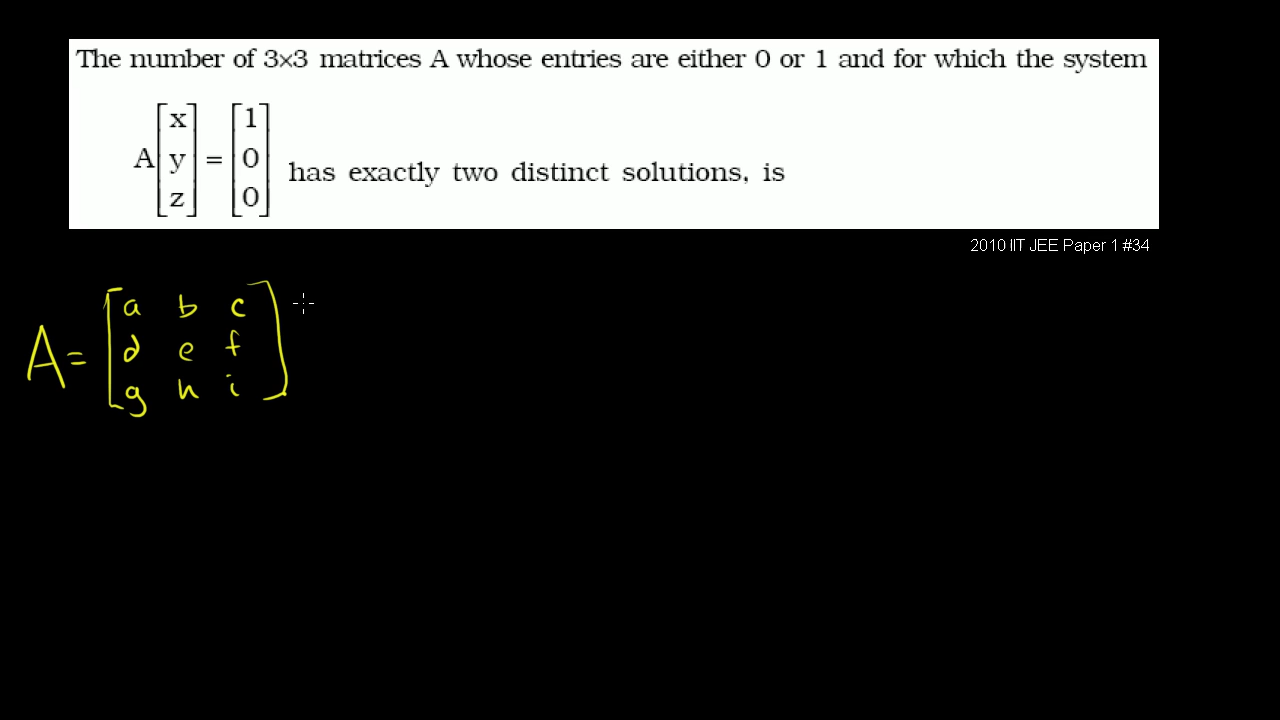 The number of 3×3 matrices A whose entries are either 0 or 1 and for which the system
A [x y z] = [1 0 0] has exactly two distinct solutions, is
2010 IIT JEE Paper 1 #34
A = [a b c
d e f
g h i]